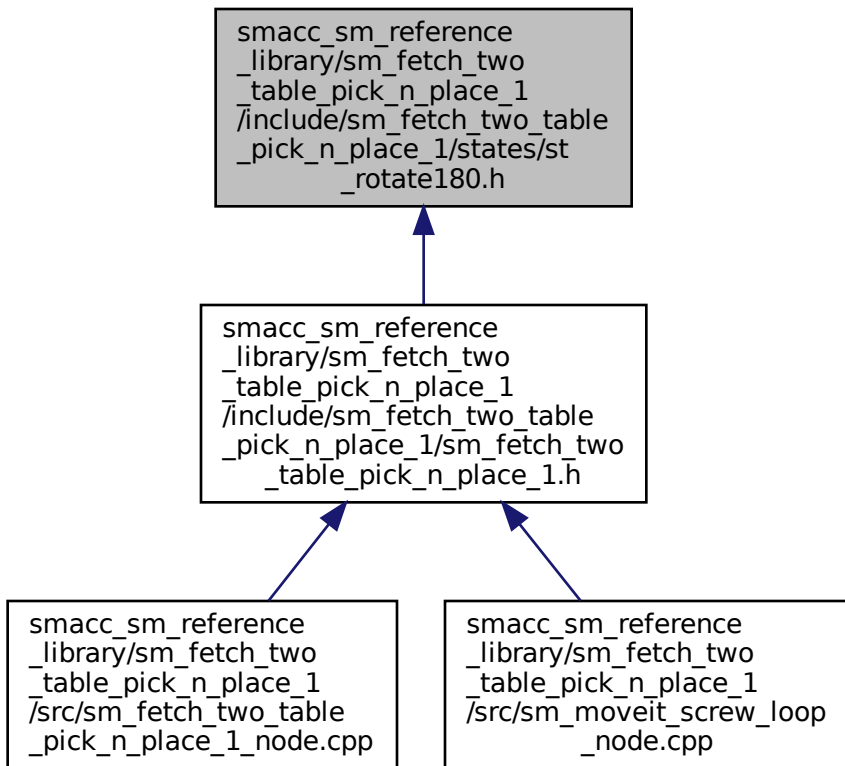 smacc_sm_reference
_library/sm_fetch_two
_table_pick_n_place_1
/include/sm_fetch_two_table
_pick_n_place_1/states/st
_rotate180.h
smacc_sm_reference
_library/sm_fetch_two
_table_pick_n_place_1
/include/sm_fetch_two_table
_pick_n_place_1/sm_fetch_two
_table_pick_n_place_1.h
smacc_sm_reference
_library/sm_fetch_two
_table_pick_n_place_1
/src/sm_fetch_two_table
_pick_n_place_1_node.cpp
smacc_sm_reference
_library/sm_fetch_two
_table_pick_n_place_1
/src/sm_moveit_screw_loop
_node.cpp